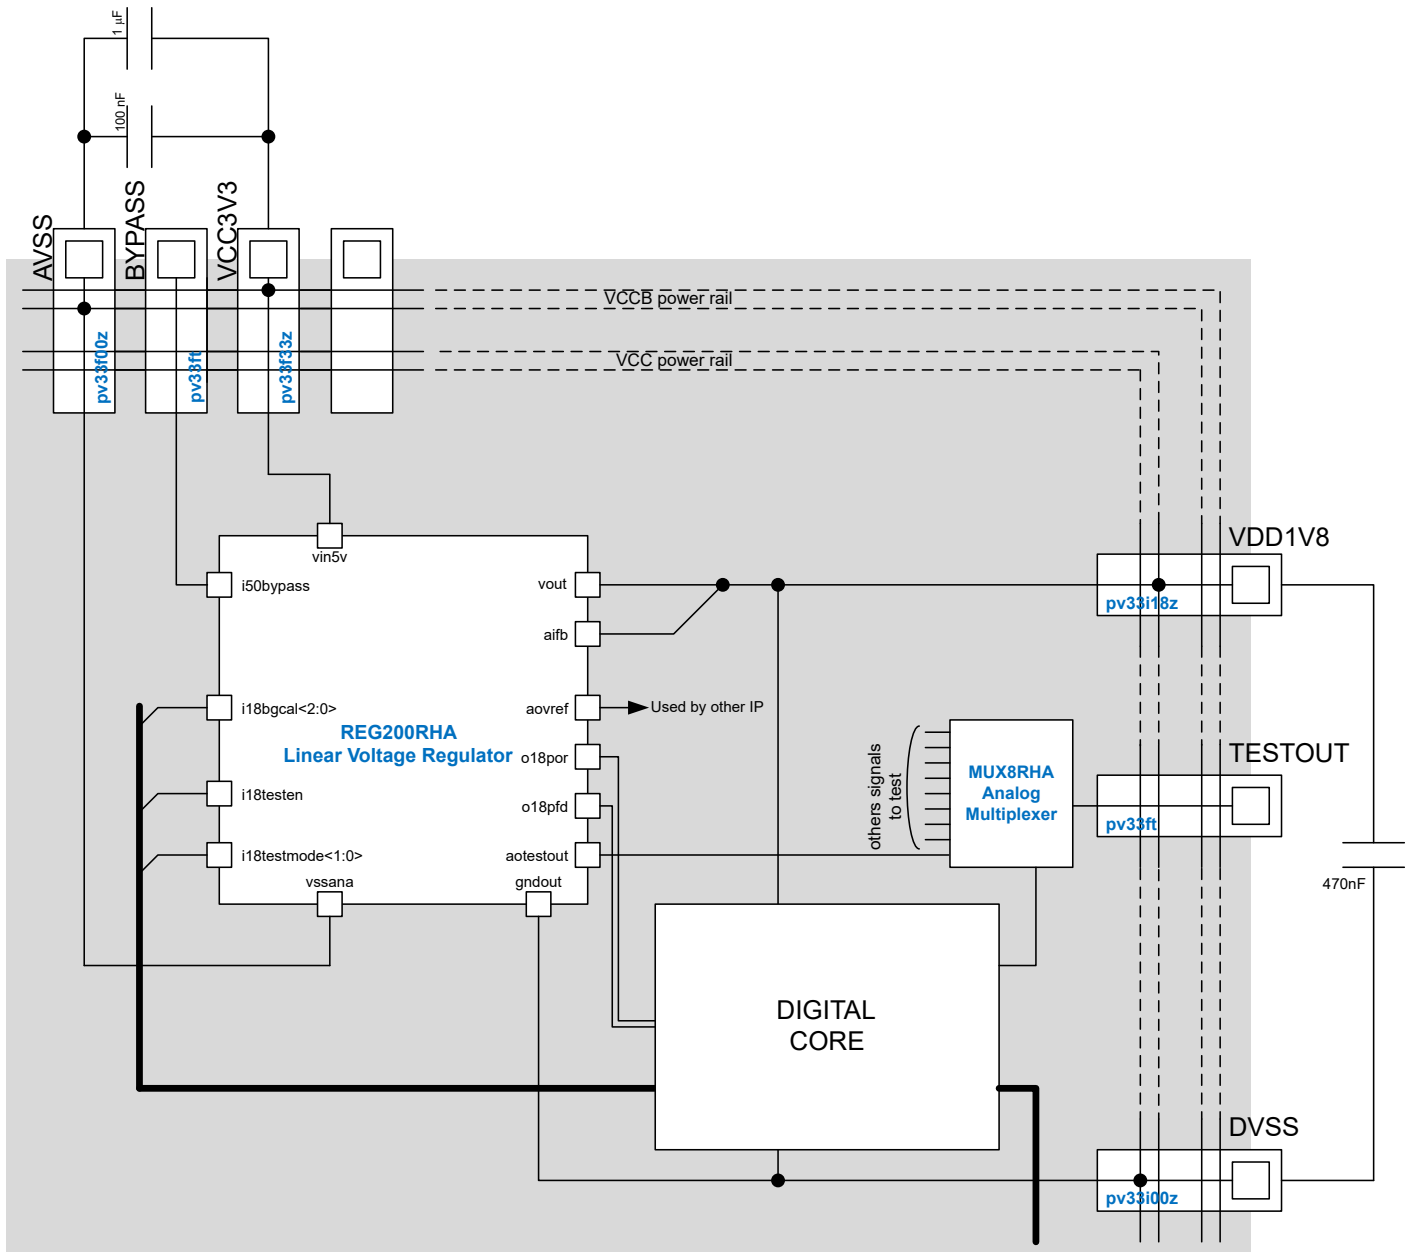 1 µF
100 nF
AVSS
BYPASS
VCC3V3
VCCB power rail
VCC power rail
pv33f00z
pv33ft
pv33f33z
VDD1V8
pv33i18z
vin5v
i50bypass
vout
aifb
i18bgcal<2:0>
aovref
Used by other IP
REG200RHA
Linear Voltage Regulator
o18por
i18testen
o18pfd
i18testmode<1:0>
aotestout
vssana
gndout
others signals
to test
MUX8RHA
Analog
Multiplexer
TESTOUT
pv33ft
470nF
DIGITAL
CORE
DVSS
pv33i00z